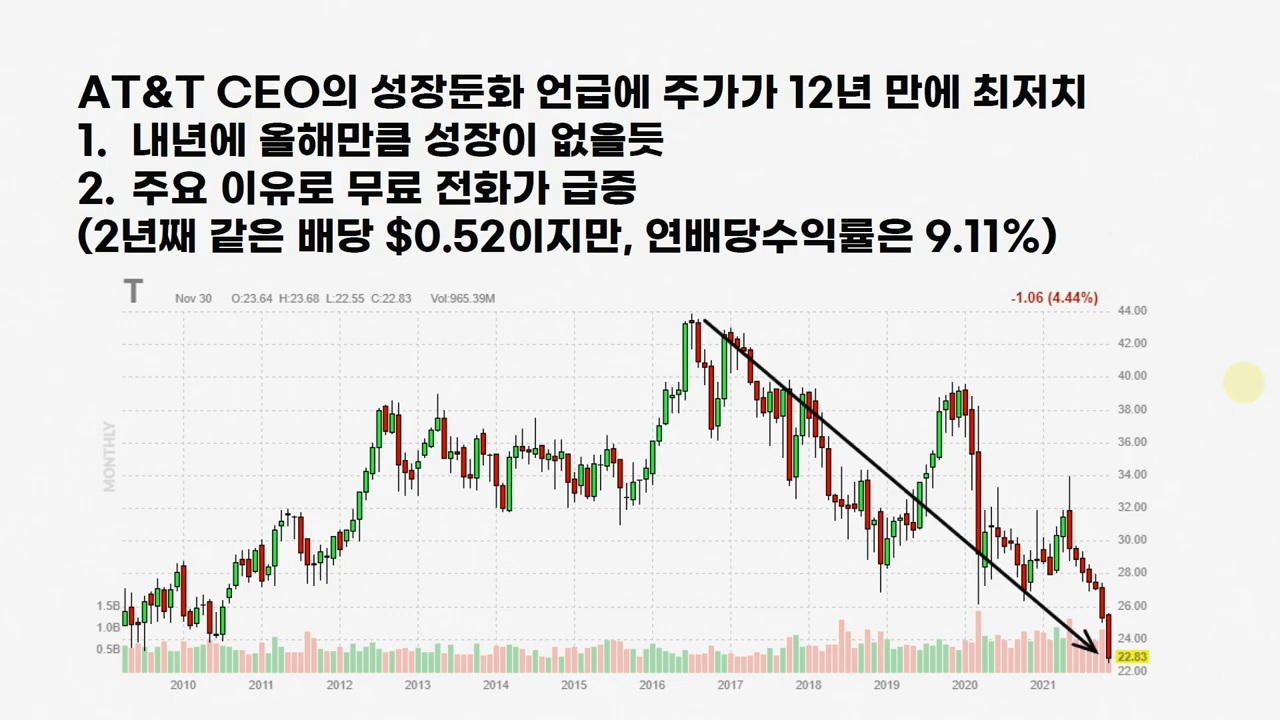 AT&T CEO의 성장둔화 언급에 주가가 12년 만에 최저치
1. 내년에 올해만큼 성장이 없을듯
2. 주요 이유로 무료 전화가 급증
(2년째 같은 배당 $0.52이지만, 연배당수익률은 9.11%)
T Nov 30 O:23.64 H:23.68 L:22.55 C:22.83 Vol:965.39M -1.06 (4.44%)
44.00
42.00
40.00
38.00
36.00
34.00
32.00
30.00
28.00
26.00
24.00
22.83
22.00
MONTHLY
1.5B
1.0B
0.5B
2010 2011 2012 2013 2014 2015 2016 2017 2018 2019 2020 2021